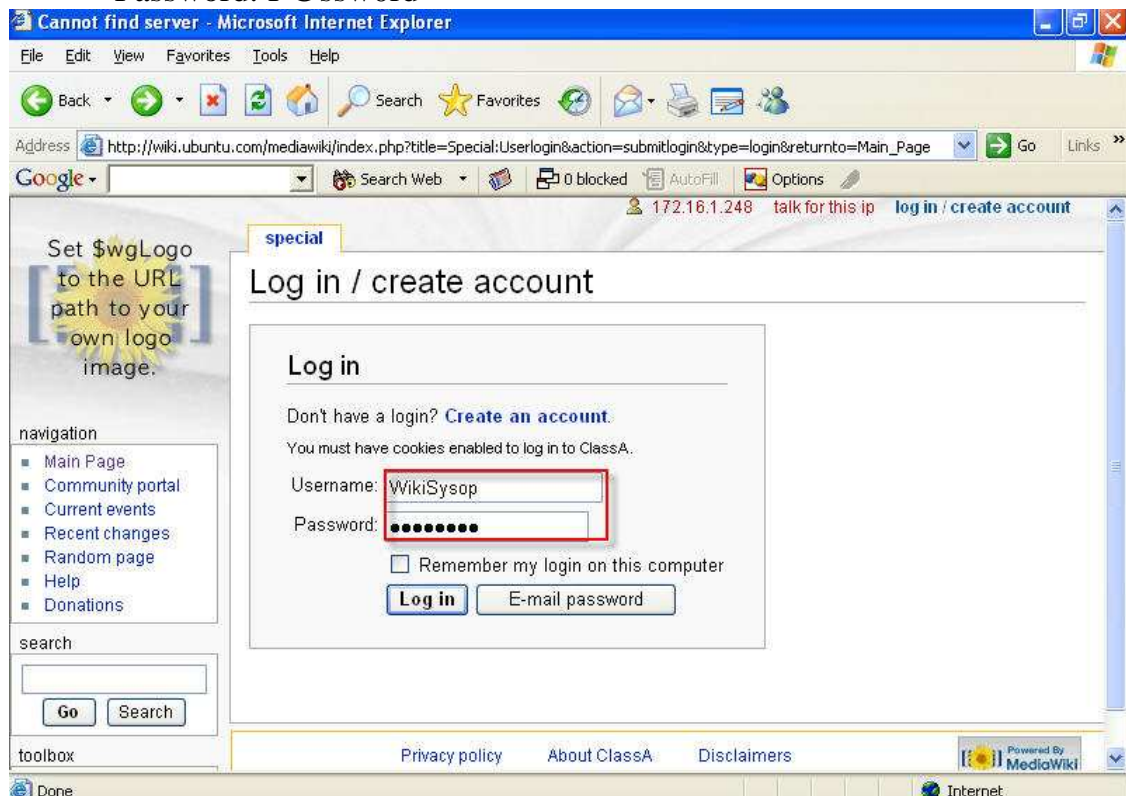 Cannot find server - Microsoft Internet Explorer
File Edit View Favorites Tools Help
Back Search Favorites
Address http://wiki.ubuntu.com/mediawiki/index.php?title=Special:Userlogin&action=submitlogin&type=login&returnto=Main_Page Go Links »
Google Search Web 0 blocked AutoFill Options
172.16.1.248 talk for this ip log in / create account
Set $wgLogo
to the URL
path to your
own logo
image.
special
Log in / create account
Log in
Don't have a login? Create an account.
You must have cookies enabled to log in to ClassA.
Username: WikiSysop
Password: ●●●●●●●●
Remember my login on this computer
Log in E-mail password
navigation
Main Page
Community portal
Current events
Recent changes
Random page
Help
Donations
search
Go Search
toolbox
Privacy policy About ClassA Disclaimers
Powered By
MediaWiki
Done Internet